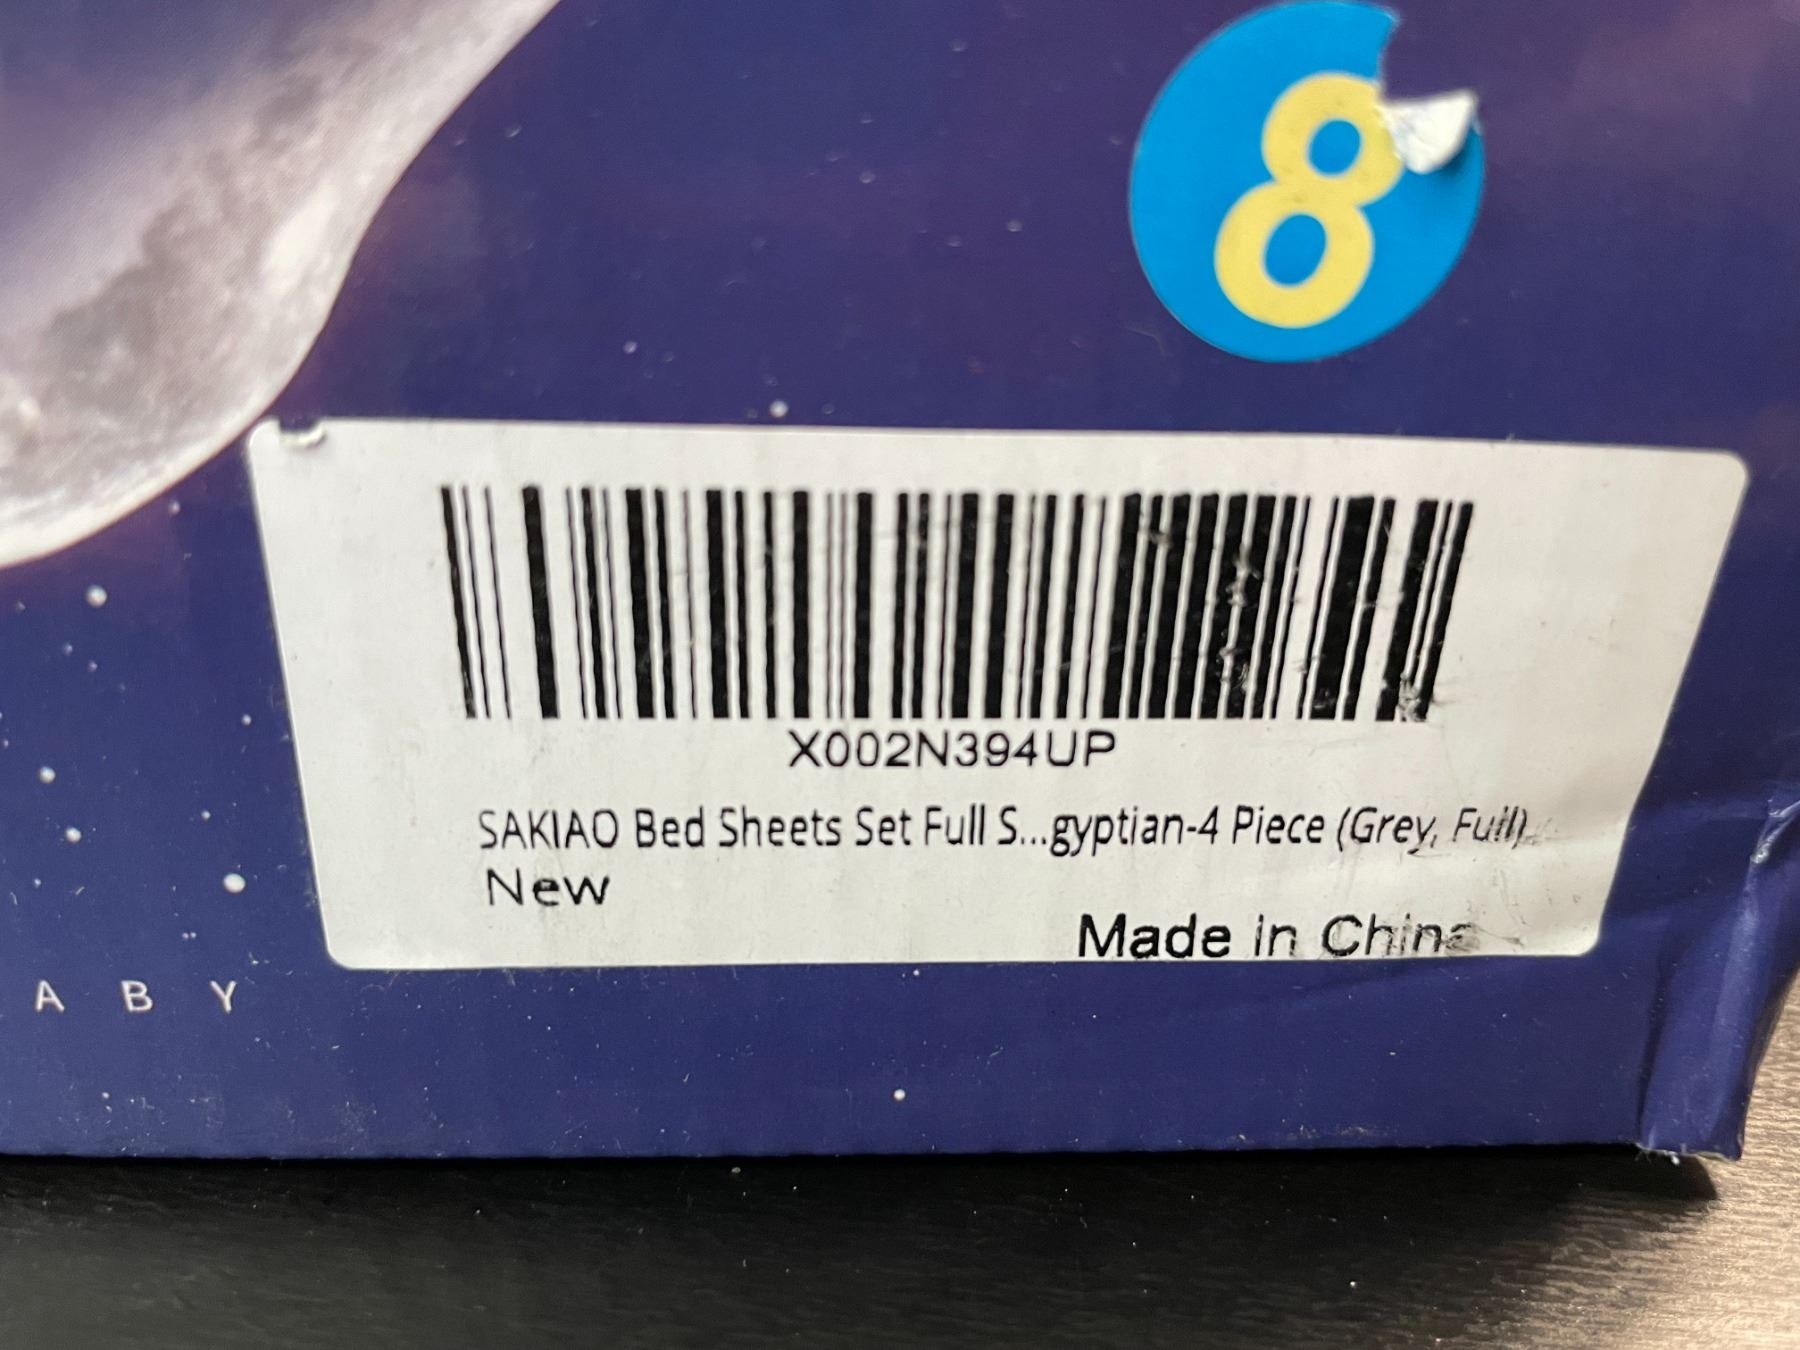 8
X002N394UP
SAKIAO Bed Sheets Set Full S...gyptian-4 Piece (Grey, Full)
New
Made in China
A B Y